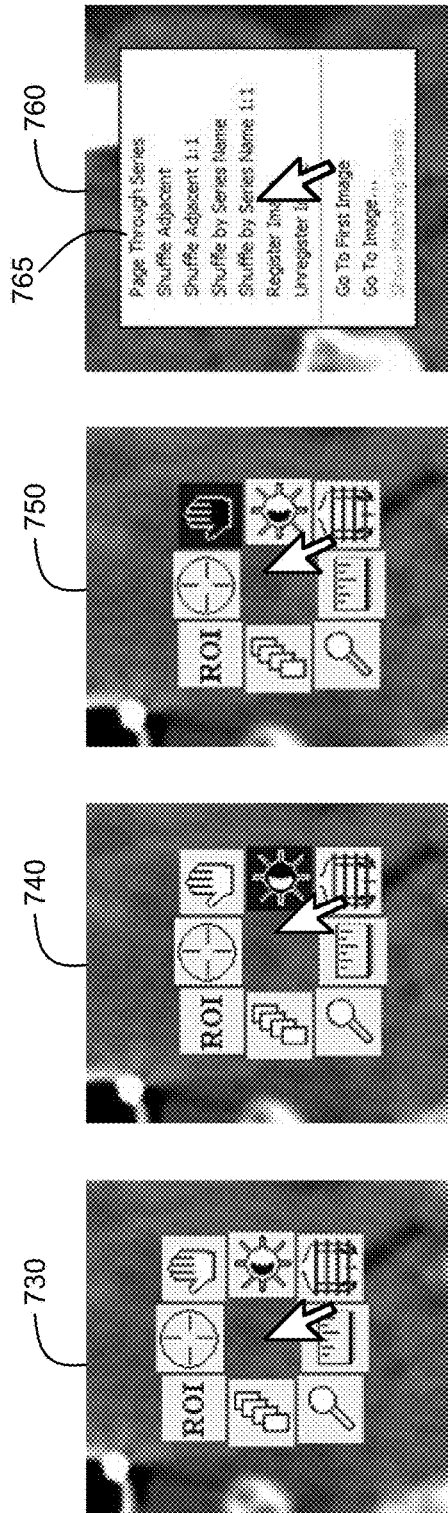 730
740
750
760
765
ROI
ROI
ROI
Page Through Series
Shuffle Adjacent
Shuffle Adjacent 1:1
Shuffle by Series Name
Shuffle by Series Name 1:1
Register Ima
Unregister I
Go To First Image
Go To Image...